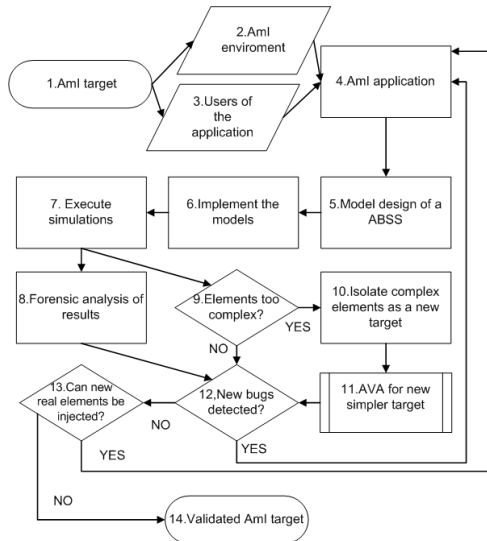 2.AmI
enviroment
1.AmI target
3.Users of
the
application
4.AmI application
7. Execute
simulations
6.Implement the
models
5.Model design of a
ABSS
8.Forensic analysis of
results
9.Elements too
complex?
YES
10.Isolate complex
elements as a new
target
NO
13.Can new
real elements be
injected?
12,New bugs
detected?
11.AVA for new
simpler target
NO
YES
YES
NO
14.Validated AmI target